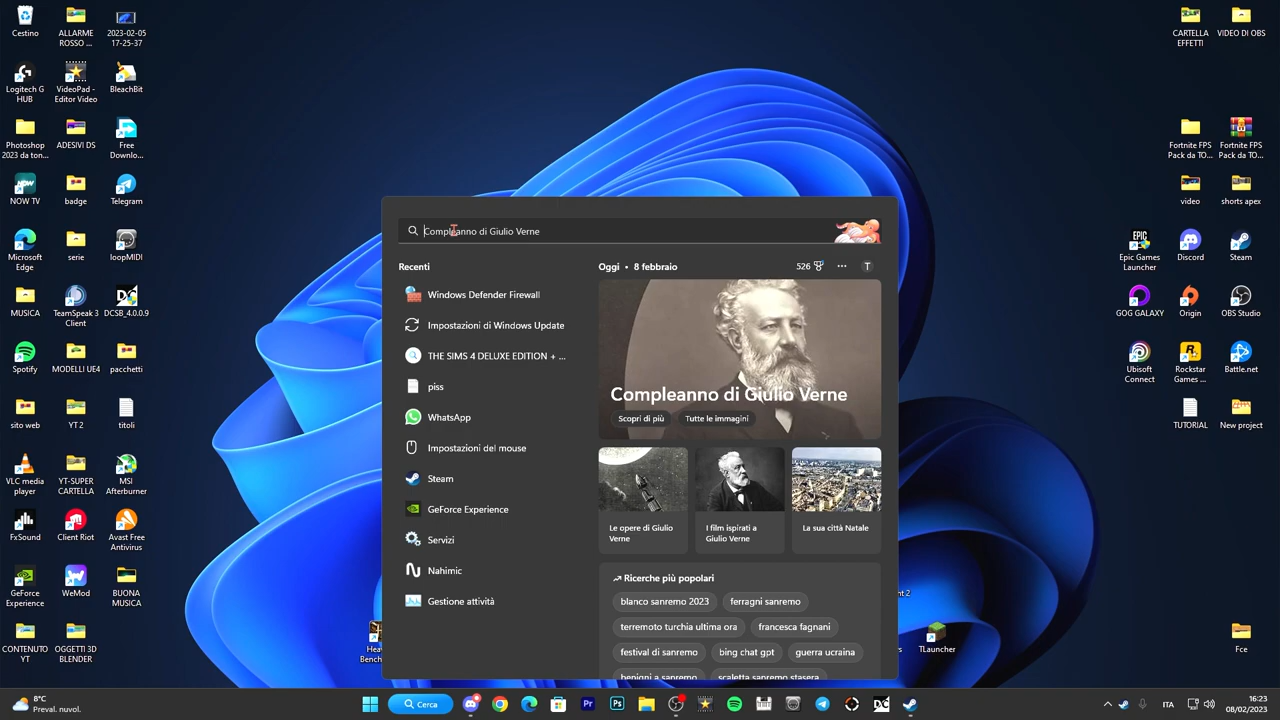 Cestino
ALLARME
ROSSO ...
2023-02-05
17-25-37
CARTELLA
EFFETTI
VIDEO DI OBS
Logitech G
HUB
VideoPad -
Editor Video
BleachBit
Photoshop
2023 da ton...
ADESIVI DS
Free
Downlo...
Fortnite FPS
Pack da TO...
Fortnite FPS
Pack da TO...
NOW TV
badge
Telegram
video
shorts apex
Microsoft
Edge
serie
loopMIDI
Epic Games
Launcher
Discord
Steam
MUSICA
TeamSpeak 3
Client
DCSB_4.0.0.9
GOG GALAXY
Origin
OBS Studio
Spotify
MODELLI UE4
pacchetti
Ubisoft
Connect
Rockstar
Games ...
Battle.net
sito web
YT 2
titoli
TUTORIAL
New project
VLC media
player
YT-SUPER
CARTELLA
MSI
Afterburner
FxSound
Client Riot
Avast Free
Antivirus
GeForce
Experience
WeMod
BUONA
MUSICA
CONTENUTO
YT
OGGETTI 3D
BLENDER
TLauncher
Fce
Compleanno di Giulio Verne
Recenti
Windows Defender Firewall
Impostazioni di Windows Update
THE SIMS 4 DELUXE EDITION + ...
piss
WhatsApp
Impostazioni del mouse
Steam
GeForce Experience
Servizi
Nahimic
Gestione attività
Oggi • 8 febbraio
526
T
Compleanno di Giulio Verne
Scopri di più
Tutte le immagini
Le opere di Giulio
Verne
I film ispirati a
Giulio Verne
La sua città Natale
Ricerche più popolari
blanco sanremo 2023
ferragni sanremo
terremoto turchia ultima ora
francesca fagnani
festival di sanremo
bing chat gpt
guerra ucraina
benigni a sanremo
scaletta sanremo stasera
8°C
Preval. nuvol.
Cerca
ITA
16:23
08/02/2023